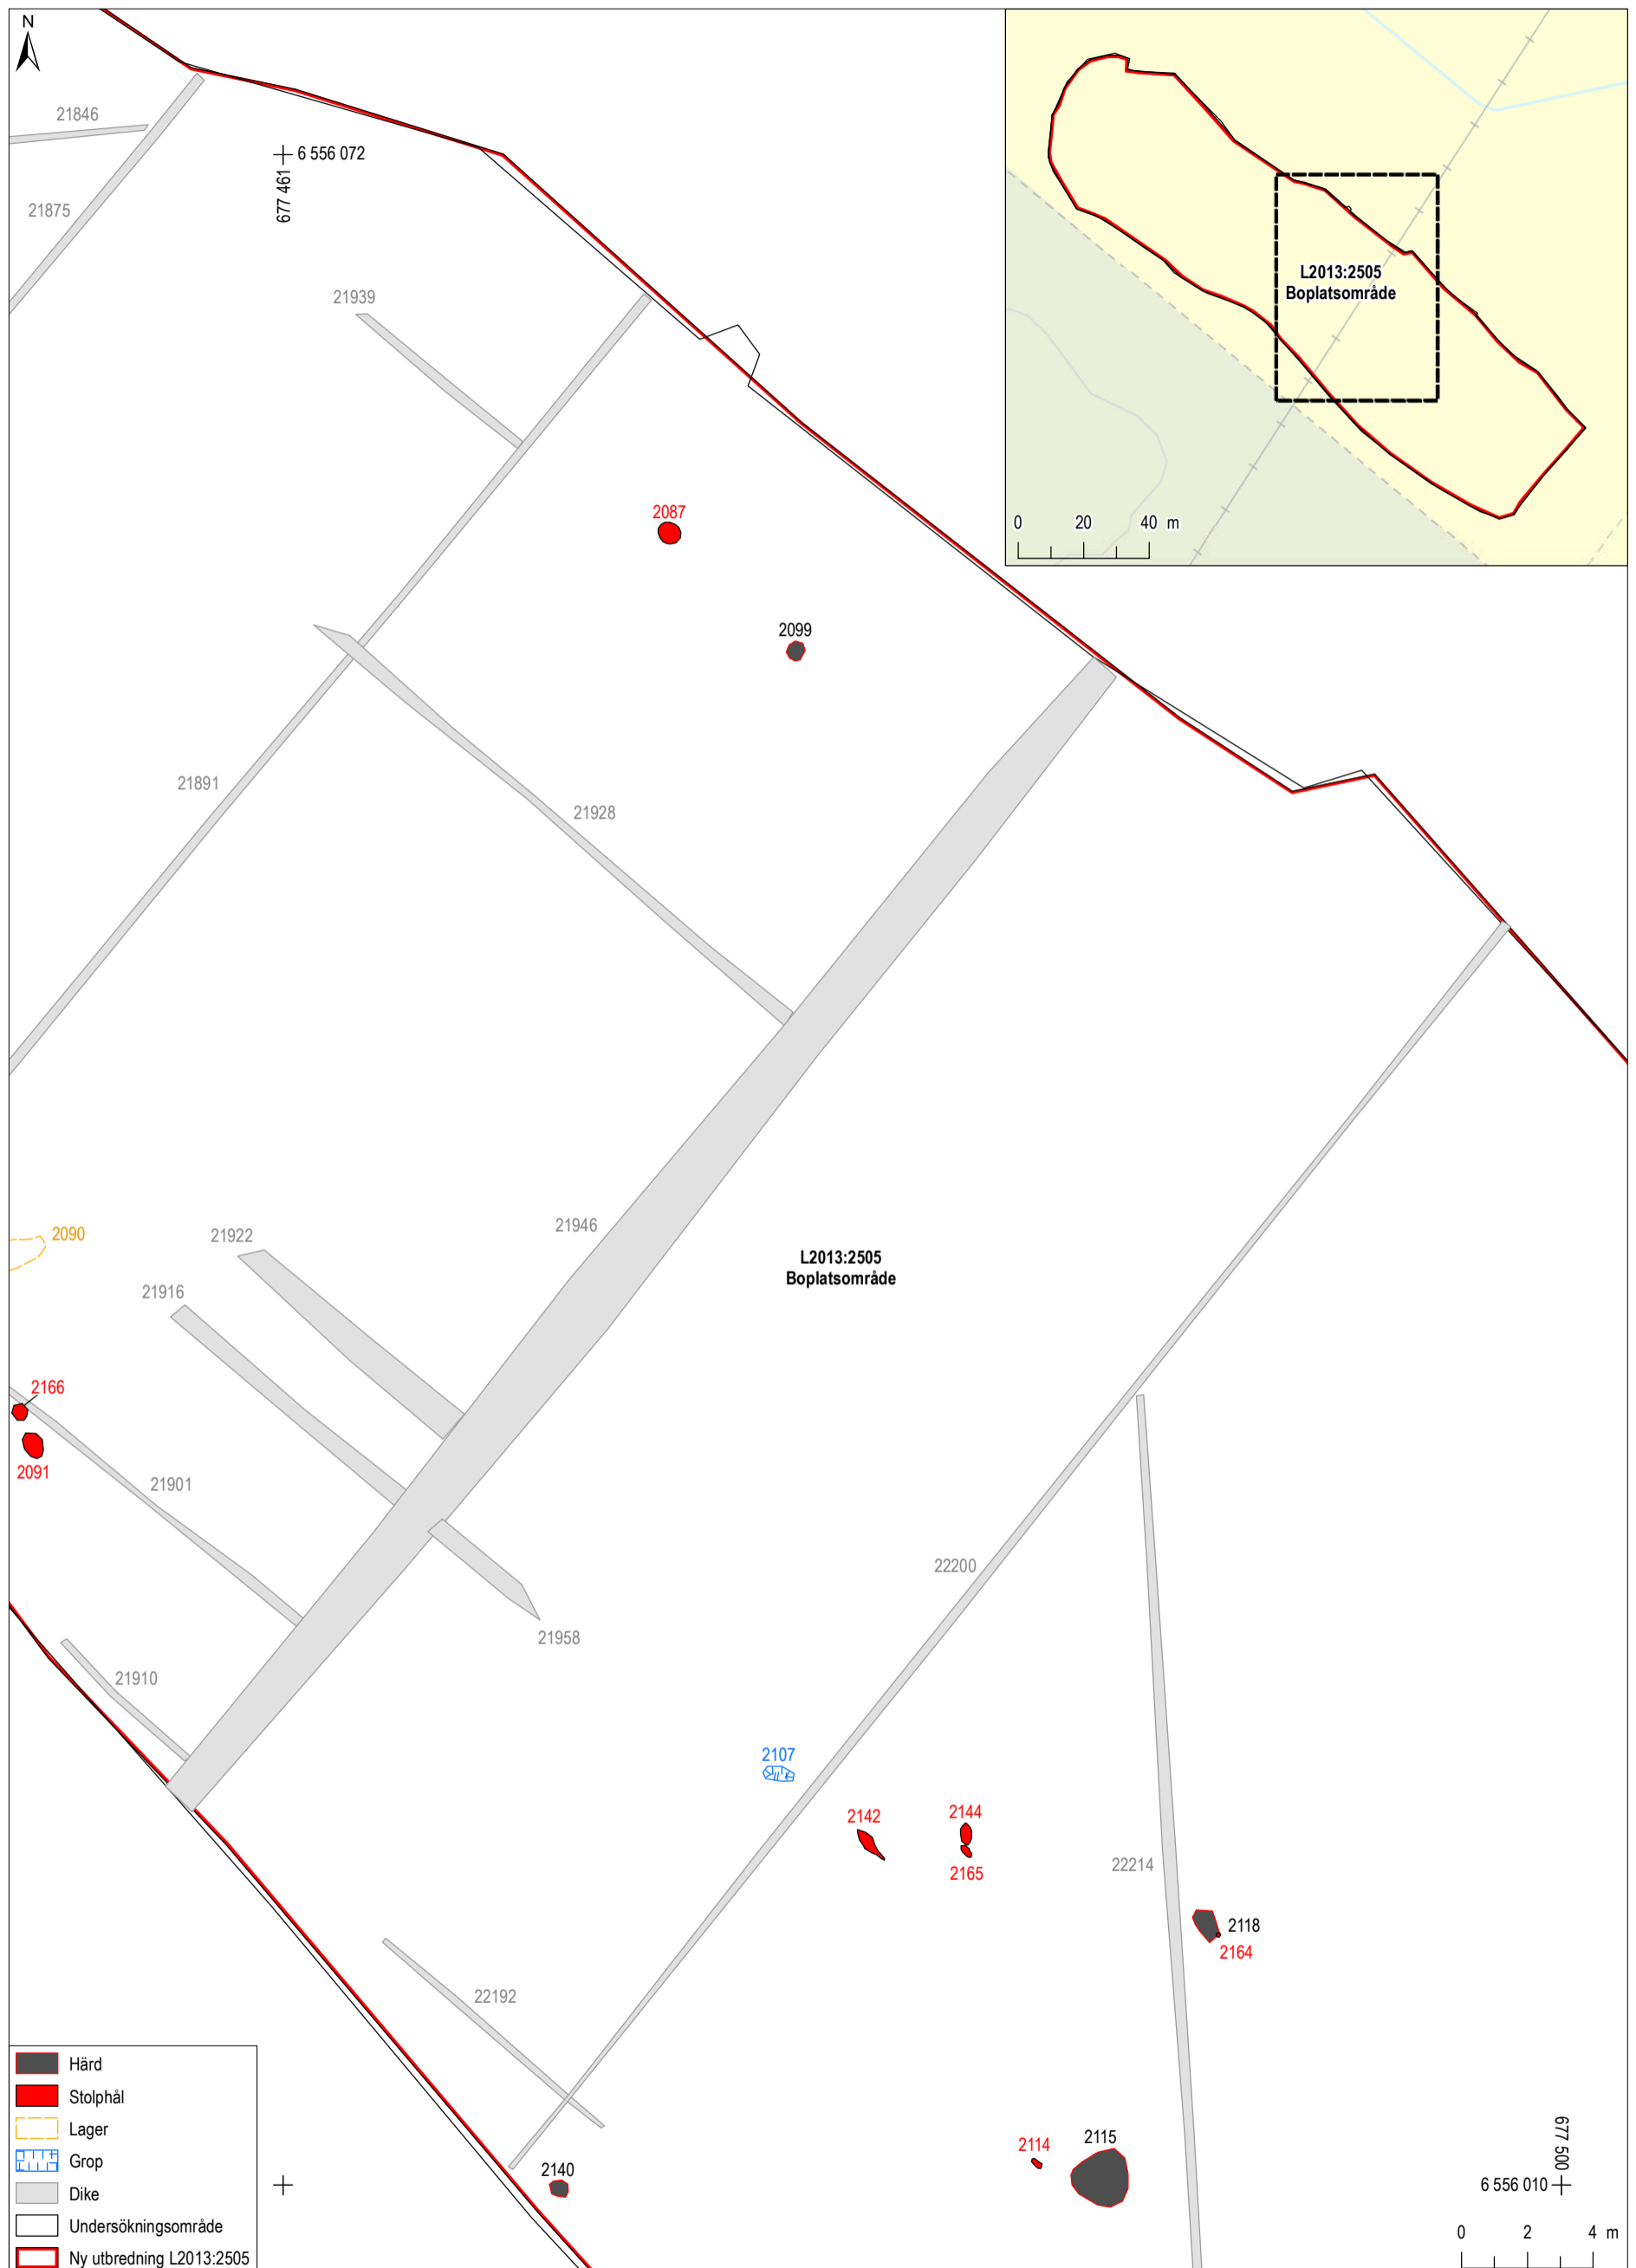 N
21846
6 556 072
677 461
21875
21939
L2013:2505
Boplatsområde
0 20 40 m
2087
2099
21891
21928
2090
21922
21946
L2013:2505
Boplatsområde
21916
2166
2091
21901
22200
21958
21910
2107
2142
2144
2165
22214
2118
2164
22192
2114
2115
2140
677 500
6 556 010
0 2 4 m
Härd
Stolphål
Lager
Grop
Dike
Undersökningsområde
Ny utbredning L2013:2505